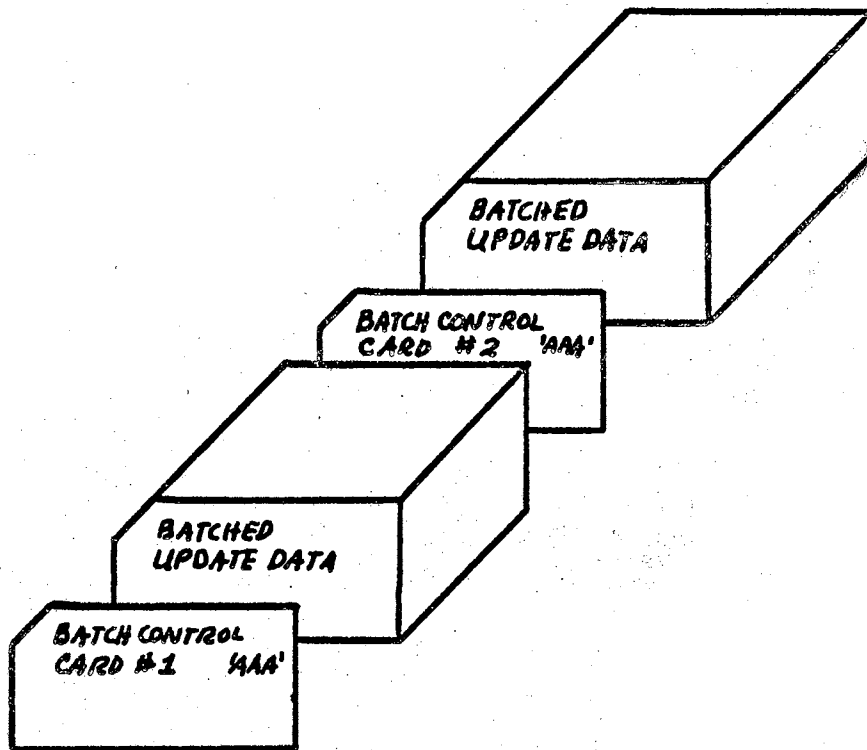 BATCHED
UPDATE DATA
BATCH CONTROL
CARD #2 'AAA'
BATCHED
UPDATE DATA
BATCH CONTROL
CARD #1 'AAA'